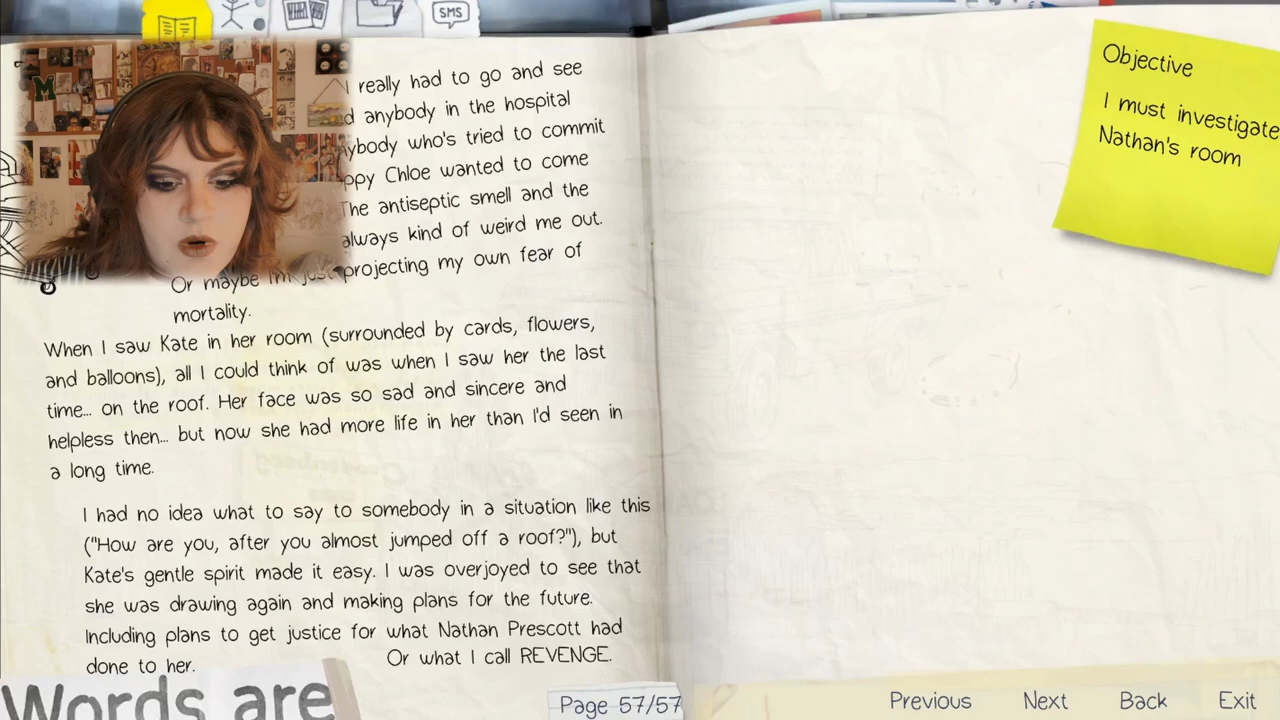 SMS
I really had to go and see
d anybody in the hospital
ybody who's tried to commit
ppy Chloe wanted to come
The antiseptic smell and the
always kind of weird me out.
Or maybe I'm just projecting my own fear of
mortality.
When I saw Kate in her room (surrounded by cards, flowers,
and balloons), all I could think of was when I saw her the last
time... on the roof. Her face was so sad and sincere and
helpless then... but now she had more life in her than I'd seen in
a long time.
I had no idea what to say to somebody in a situation like this
("How are you, after you almost jumped off a roof?"), but
Kate's gentle spirit made it easy. I was overjoyed to see that
she was drawing again and making plans for the future.
Including plans to get justice for what Nathan Prescott had
done to her. Or what I call REVENGE.
Words are
Objective
I must investigate
Nathan's room
M
Page 57/57
Previous Next Back Exit